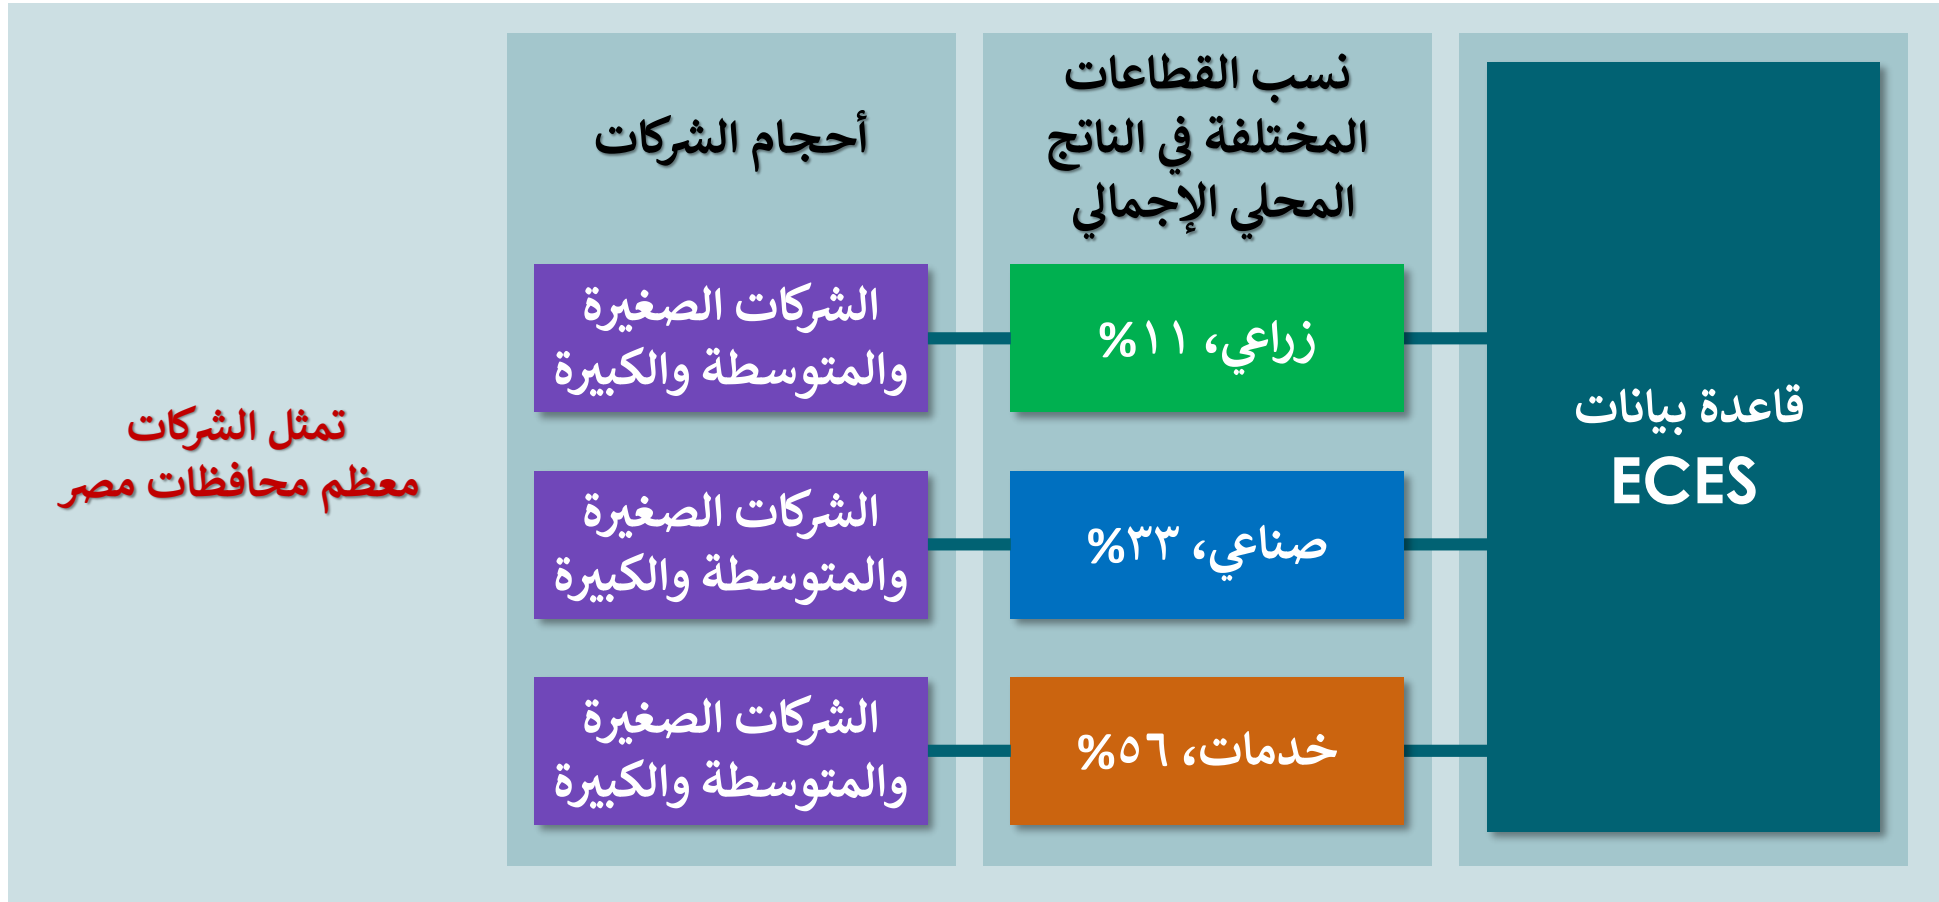 قاعدة بيانات
ECES
نسب القطاعات
المختلفة في الناتج
المحلي الإجمالي
زراعي، ١١%
صناعي، ٣٣%
خدمات، ٥٦%
أحجام الشركات
الشركات الصغيرة
والمتوسطة والكبيرة
الشركات الصغيرة
والمتوسطة والكبيرة
الشركات الصغيرة
والمتوسطة والكبيرة
تمثل الشركات
معظم محافظات مصر